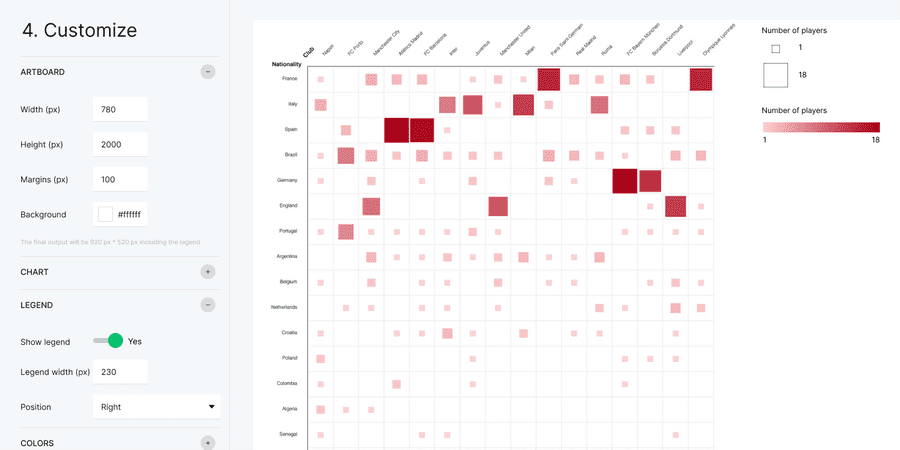 4. Customize
ARTBOARD
Width (px) 780
Height (px) 2000
Margins (px) 100
Background #ffffff
The final output will be 920 px * 520 px including the legend
CHART
LEGEND
Show legend Yes
Legend width (px) 230
Position Right
COLORS
Club
Napoli
FC Porto
Manchester City
Atlético Madrid
FC Barcelona
Inter
Juventus
Manchester United
Milan
Paris Saint-Germain
Real Madrid
Roma
FC Bayern München
Borussia Dortmund
Liverpool
Olympique Lyonnais
Nationality
France
Italy
Spain
Brazil
Germany
England
Portugal
Argentina
Belgium
Netherlands
Croatia
Poland
Colombia
Algeria
Senegal
Number of players
1
18
Number of players
1 18